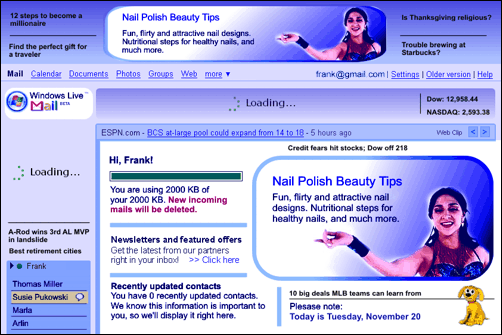 12 steps to become a
millionaire
Find the perfect gift for
a traveler
Nail Polish Beauty Tips
Fun, flirty and attractive nail designs.
Nutritional steps for healthy nails, and
much more.
Is Thanksgiving religious?
Trouble brewing at
Starbucks?
Mail Calendar Documents Photos Groups Web more ▼
frank@gmail.com | Settings | Older version | Help
Windows Live™
Mail BETA
Loading...
Dow: 12,958.44
NASDAQ: 2,593.38
ESPN.com - BCS at-large pool could expand from 14 to 18 - 5 hours ago
Web Clip < >
Loading...
A-Rod wins 3rd AL MVP
in landslide
Best retirement cities
Frank
Thomas Miller
Susie Pukowski
Marla
Arlin
Credit fears hit stocks; Dow off 218
Hi, Frank!
You are using 2000 KB of
your 2000 KB. New incoming
mails will be deleted.
Newsletters and featured offers
Get the latest from our partners
right in your inbox! >> Click here
Recently updated contacts
You have 0 recently updated contacts.
We know this information is important to
you, so we'll display it right here.
Nail Polish Beauty Tips
Fun, flirty and attractive nail
designs. Nutritional steps for
healthy nails, and much more.
10 big deals MLB teams can learn from
Please note:
Today is Tuesday, November 20